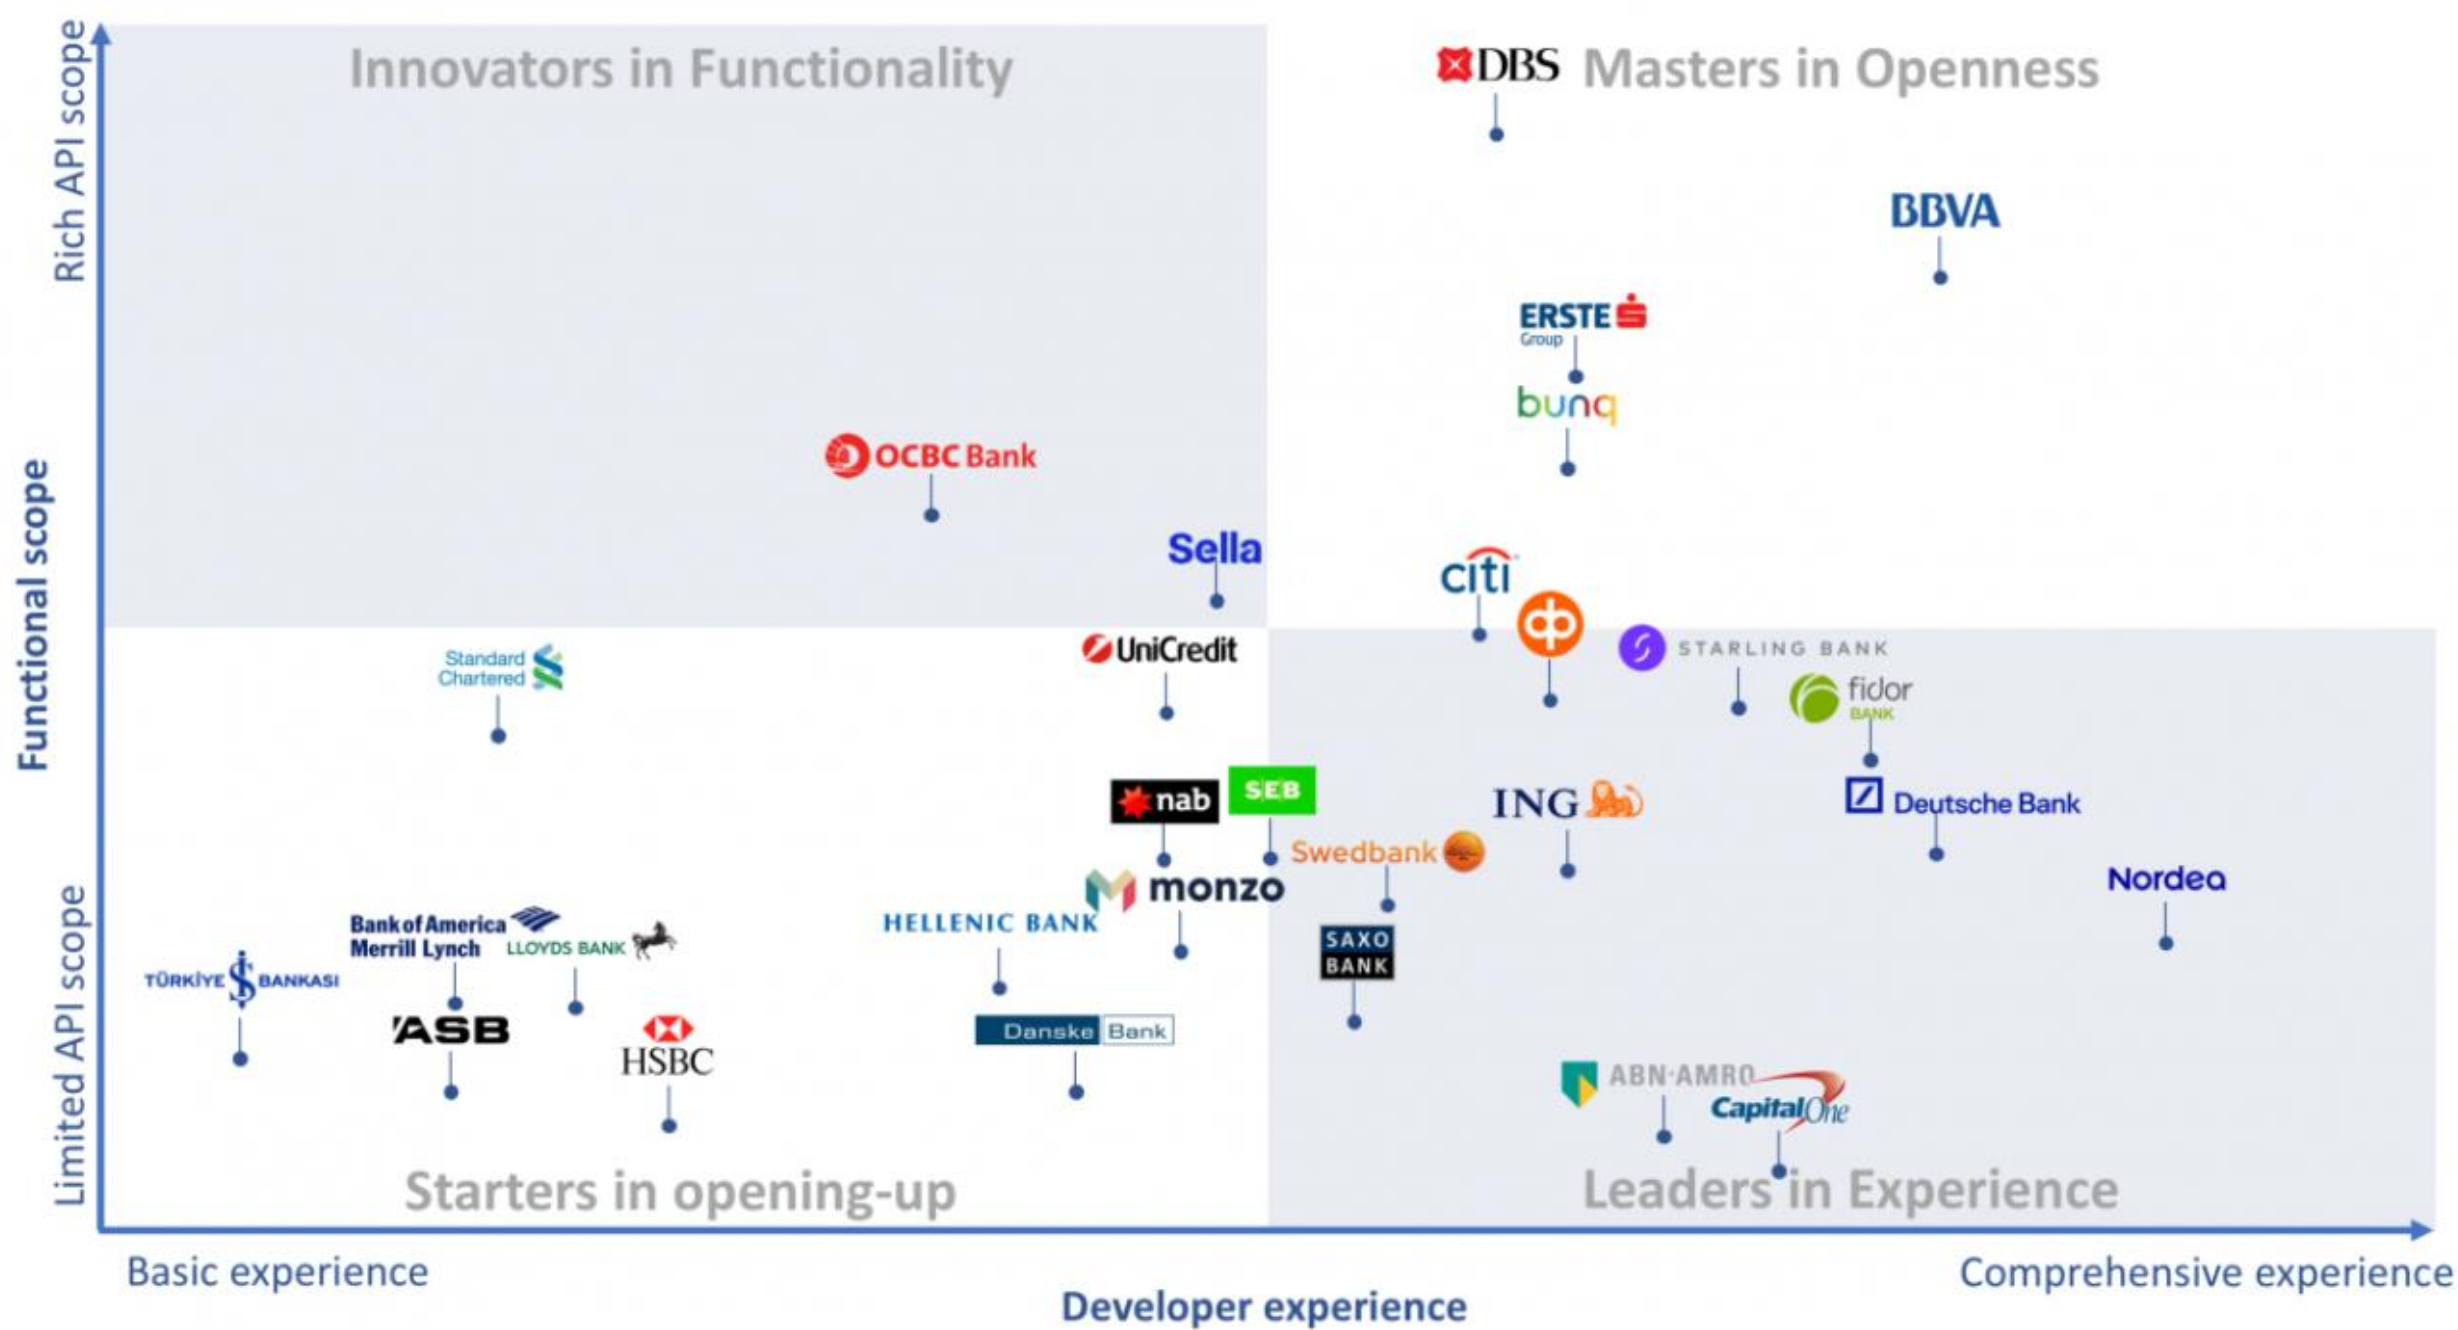 Innovators in Functionality
DBS
Masters in Openness
Rich API scope
BBVA
ERSTE
Group
bunq
OCBC Bank
Sella
citi
Functional scope
op
Standard
Chartered
UniCredit
STARLING BANK
fidor
BANK
nab
SEB
ING
Deutsche Bank
Swedbank
monzo
Nordea
HELLENIC BANK
Bank of America
Merrill Lynch
LLOYDS BANK
SAXO
BANK
TÜRKİYE İŞ BANKASI
ASB
HSBC
Danske Bank
ABN·AMRO
Capital One
Limited API scope
Starters in opening-up
Leaders in Experience
Basic experience
Comprehensive experience
Developer experience